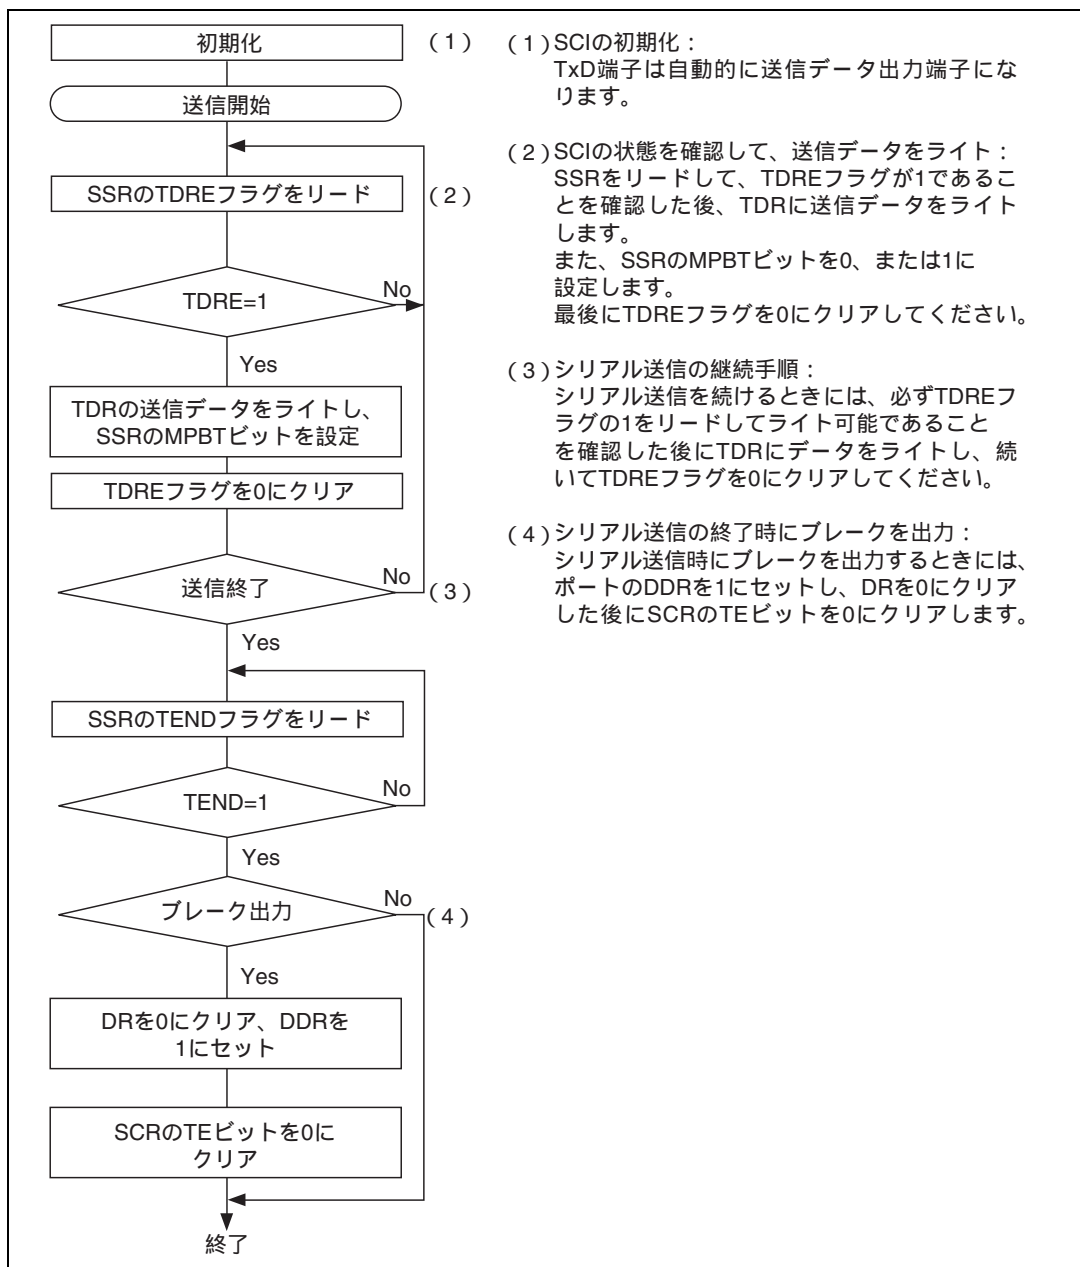 初期化
(1)
送信開始
SSRのTDREフラグをリード
(2)
TDRE=1
No
Yes
TDRの送信データをライトし、
SSRのMPBTビットを設定
TDREフラグを0にクリア
送信終了
No
(3)
Yes
SSRのTENDフラグをリード
TEND=1
No
Yes
ブレーク出力
No
(4)
Yes
DRを0にクリア、DDRを
1にセット
SCRのTEビットを0に
クリア
終了
(1)SCIの初期化:
TxD端子は自動的に送信データ出力端子にな
ります。
(2)SCIの状態を確認して、送信データをライト:
SSRをリードして、TDREフラグが1であるこ
とを確認した後、TDRに送信データをライト
します。
また、SSRのMPBTビットを0、または1に
設定します。
最後にTDREフラグを0にクリアしてください。
(3)シリアル送信の継続手順:
シリアル送信を続けるときには、必ずTDREフ
ラグの1をリードしてライト可能であること
を確認した後にTDRにデータをライトし、続
いてTDREフラグを0にクリアしてください。
(4)シリアル送信の終了時にブレークを出力:
シリアル送信時にブレークを出力するときには、
ポートのDDRを1にセットし、DRを0にクリア
した後にSCRのTEビットを0にクリアします。